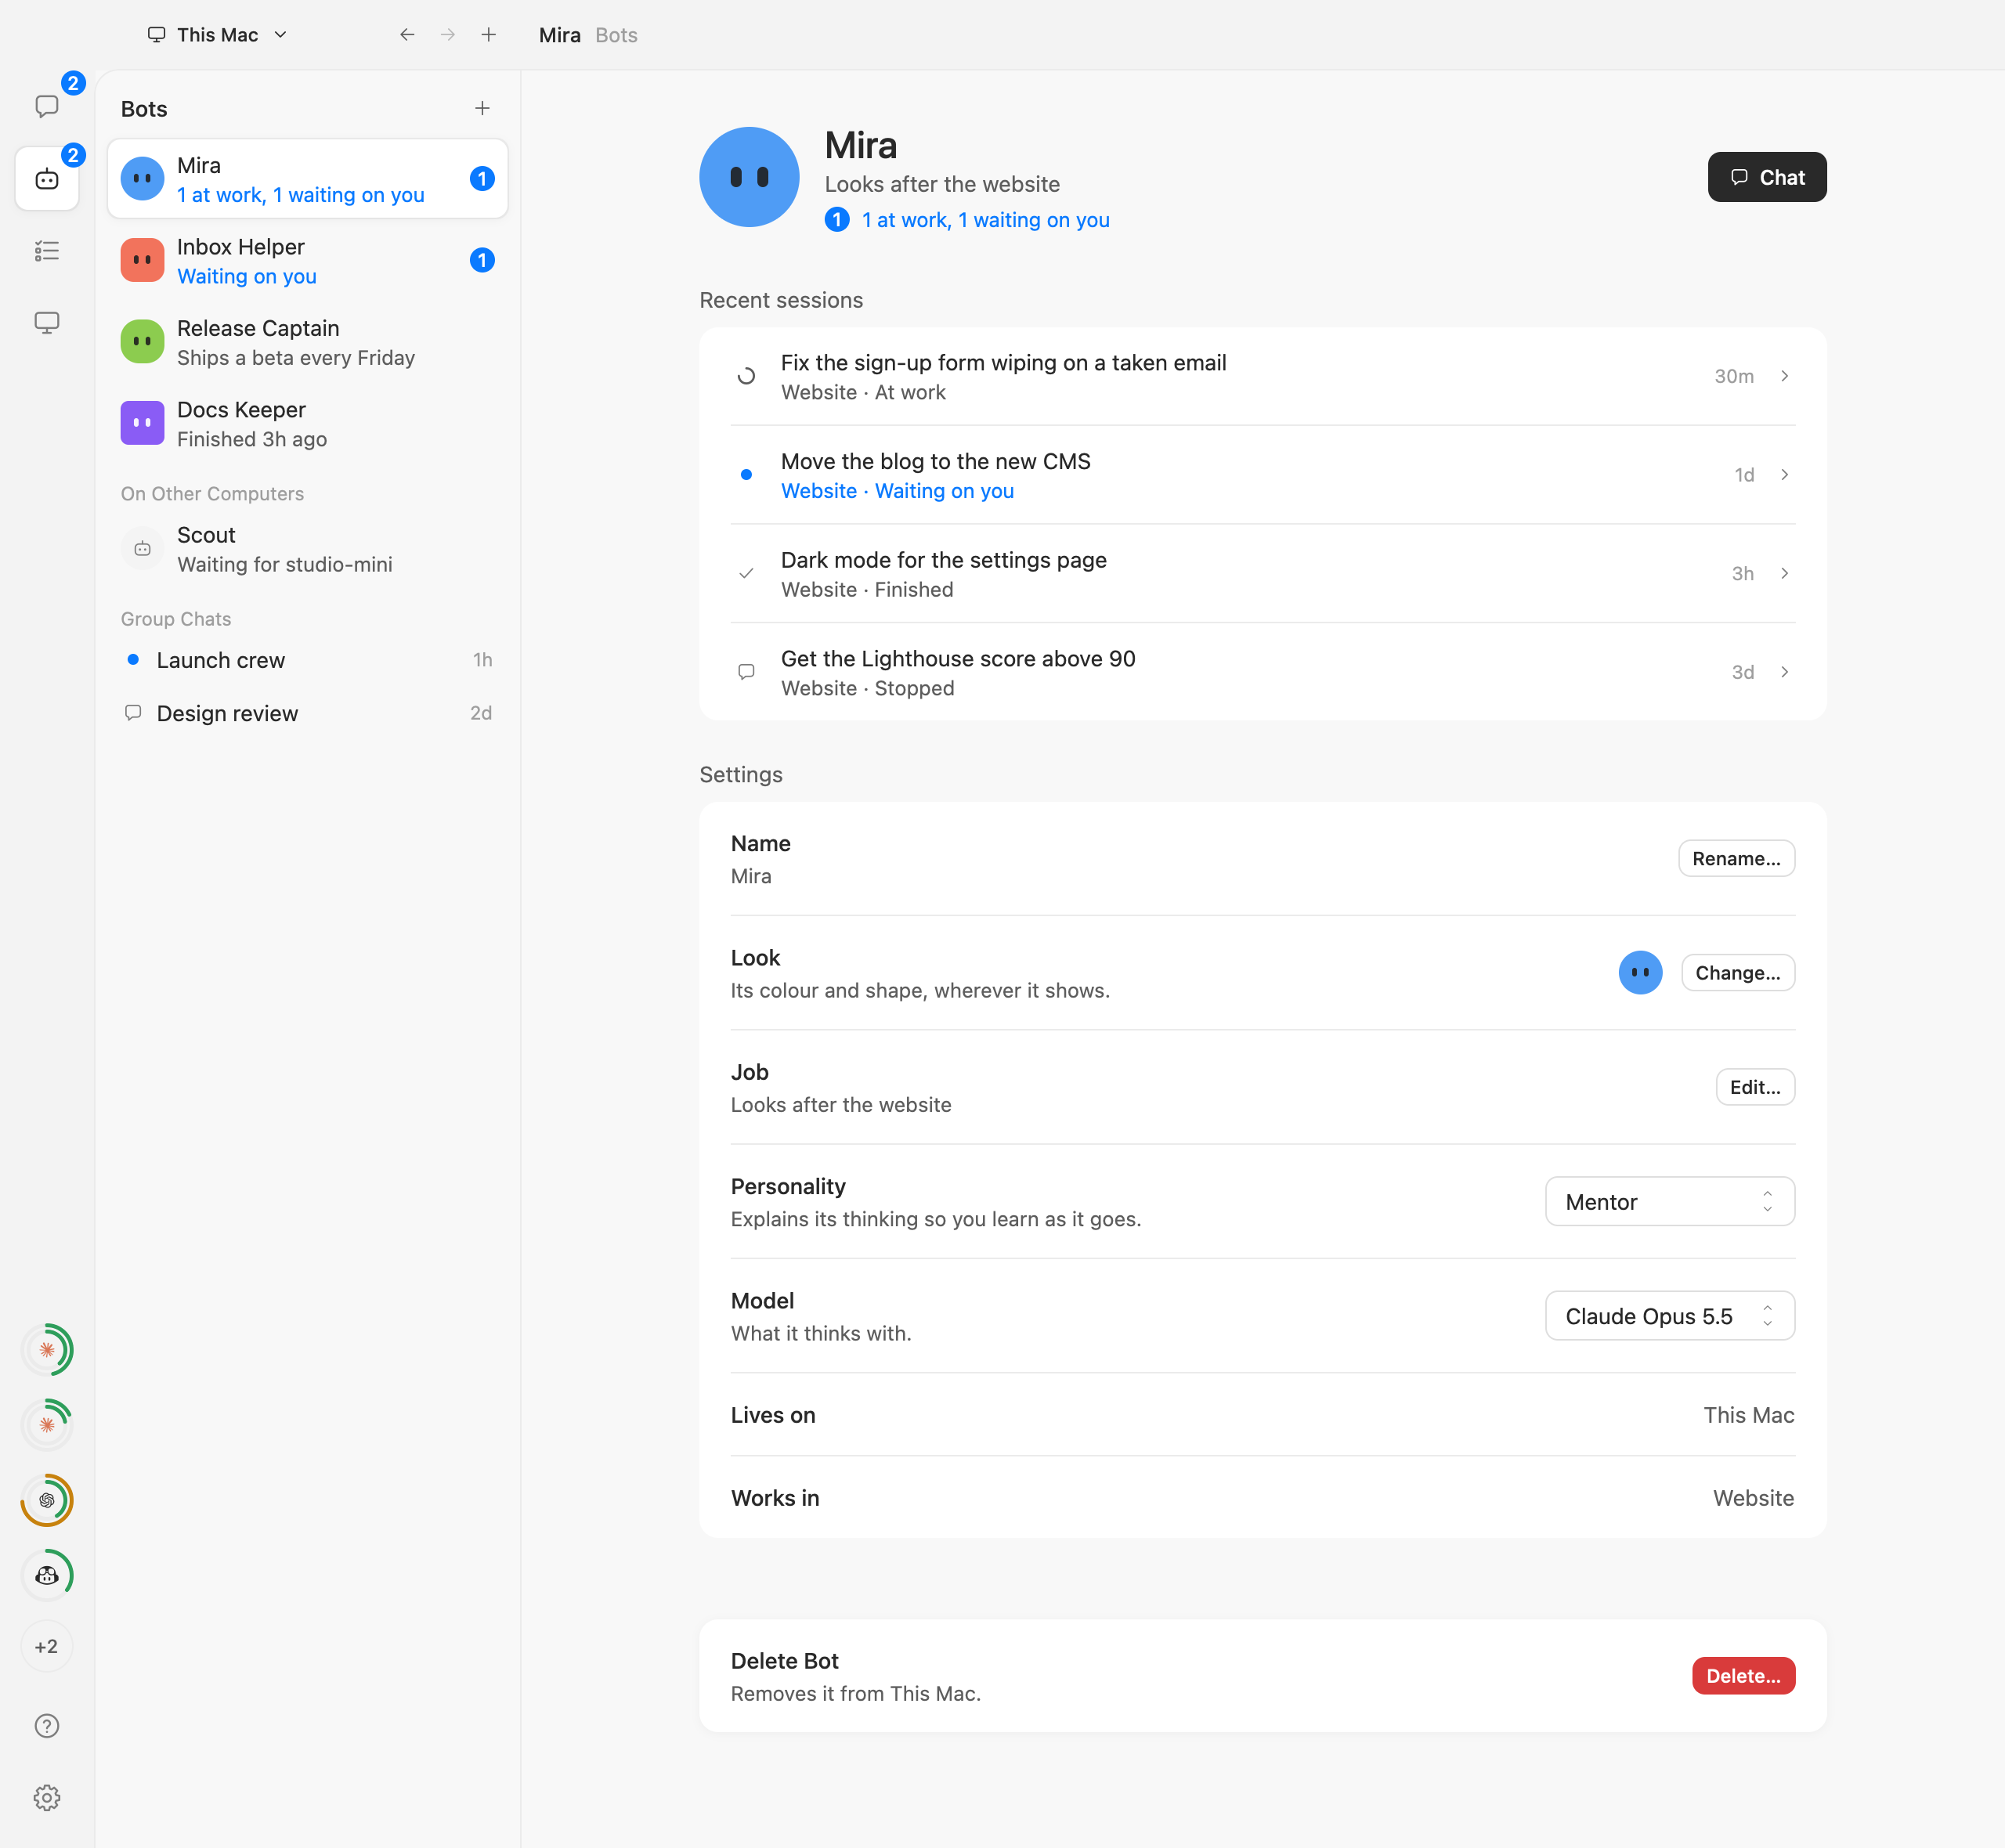 This Mac
Mira Bots
2
2
Bots
Mira
1 at work, 1 waiting on you
1
Inbox Helper
Waiting on you
1
Release Captain
Ships a beta every Friday
Docs Keeper
Finished 3h ago
On Other Computers
Scout
Waiting for studio-mini
Group Chats
Launch crew 1h
Design review 2d
+2
Mira
Looks after the website
1 1 at work, 1 waiting on you
Chat
Recent sessions
Fix the sign-up form wiping on a taken email
Website · At work
30m
Move the blog to the new CMS
Website · Waiting on you
1d
Dark mode for the settings page
Website · Finished
3h
Get the Lighthouse score above 90
Website · Stopped
3d
Settings
Name
Mira
Rename...
Look
Its colour and shape, wherever it shows.
Change...
Job
Looks after the website
Edit...
Personality
Explains its thinking so you learn as it goes.
Mentor
Model
What it thinks with.
Claude Opus 5.5
Lives on This Mac
Works in Website
Delete Bot
Removes it from This Mac.
Delete...